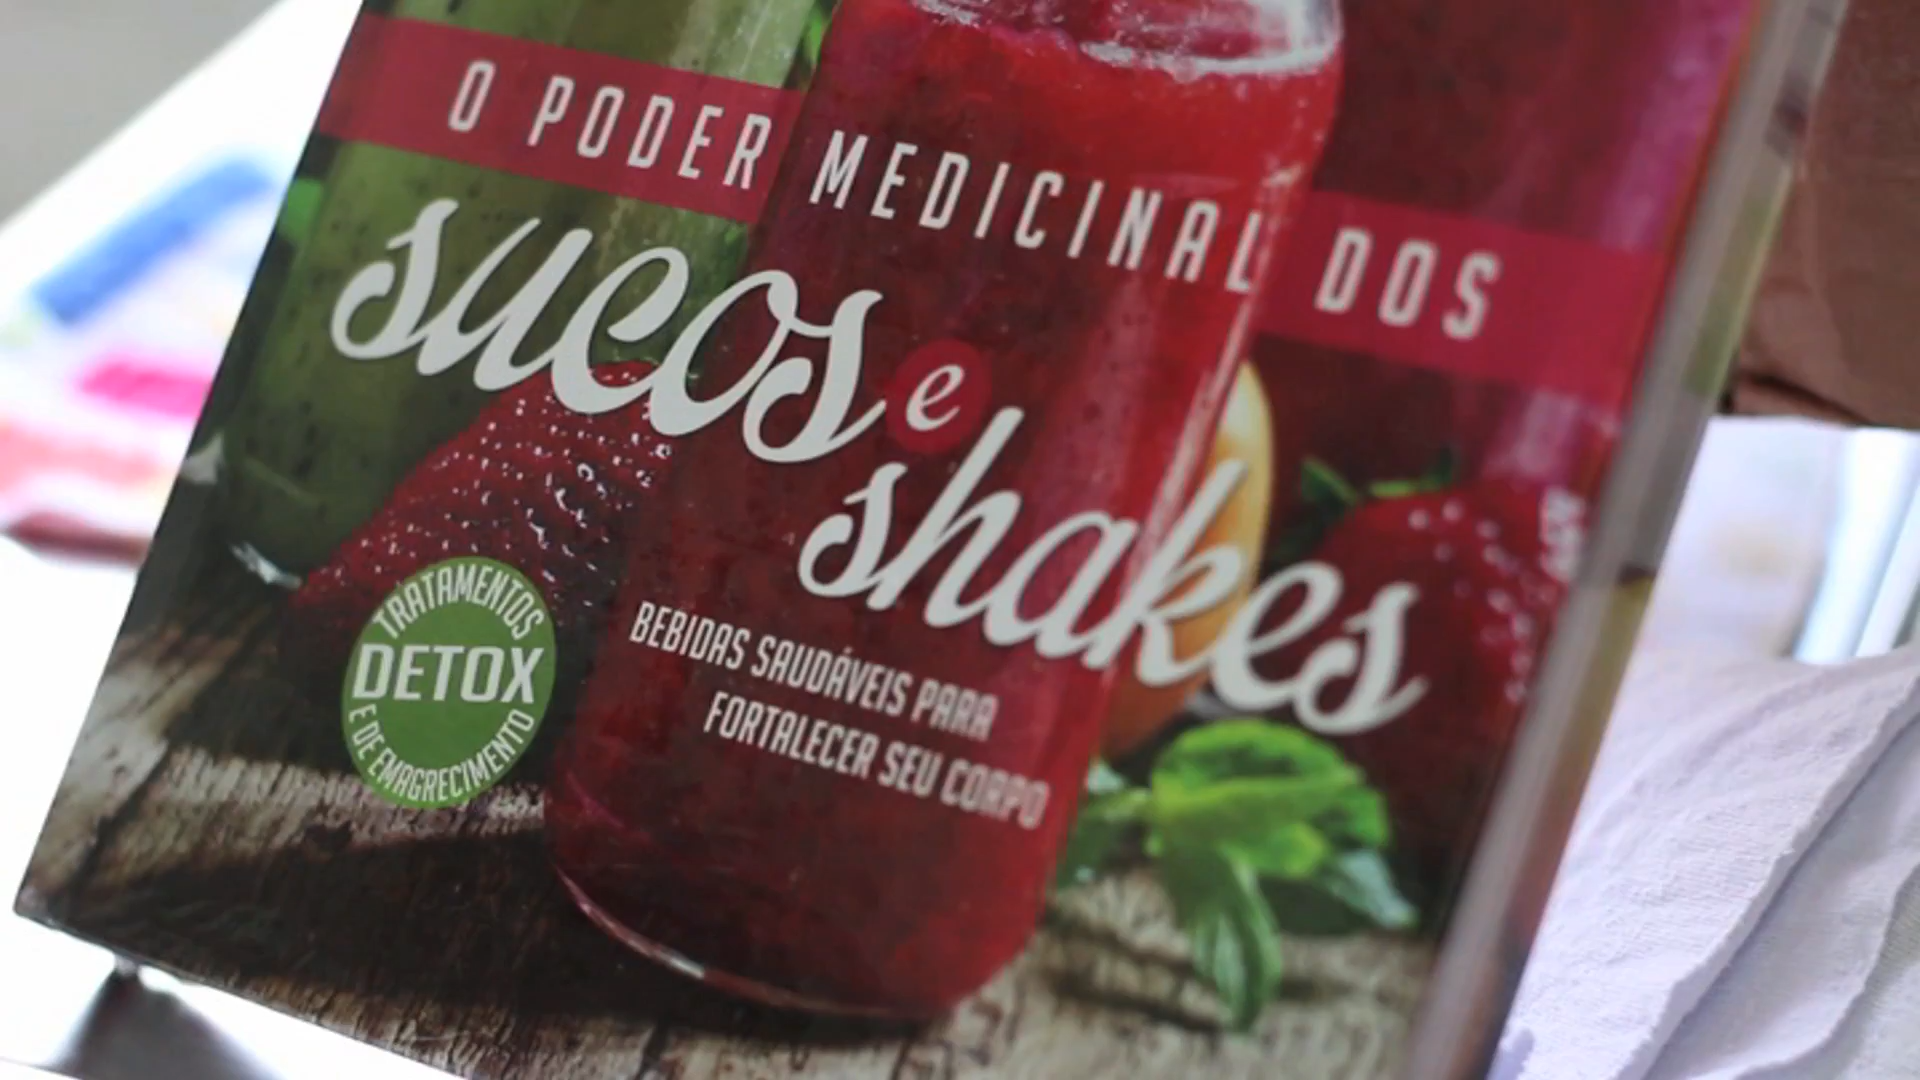 O PODER MEDICINAL DOS
sucos e
shakes
BEBIDAS SAUDÁVEIS PARA
FORTALECER SEU CORPO
TRATAMENTOS
DETOX
E DE EMAGRECIMENTO